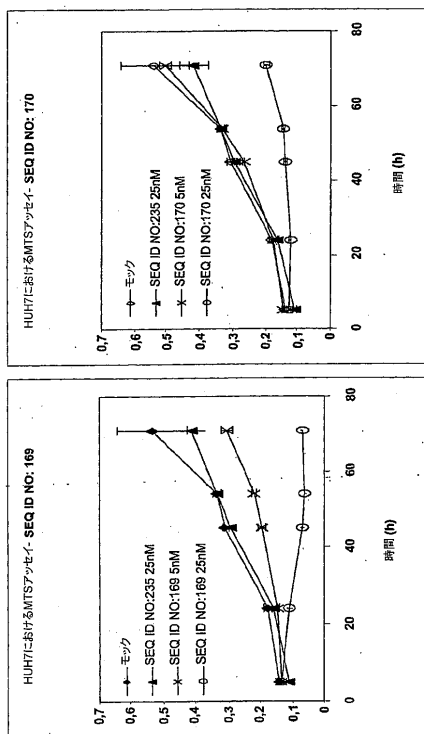 HUH7におけるMTSアッセイ- SEQ ID NO: 169
0,7
0,6
0,5
0,4
0,3
0,2
0,1
0
モック
SEQ ID NO:235 25nM
SEQ ID NO:169 5nM
SEQ ID NO:169 25nM
0
20
40
60
80
時間 (h)
HUH7におけるMTSアッセイ- SEQ ID NO: 170
0,7
0,6
0,5
0,4
0,3
0,2
0,1
0
モック
SEQ ID NO:235 25nM
SEQ ID NO:170 5nM
SEQ ID NO:170 25nM
0
20
40
60
80
時間 (h)